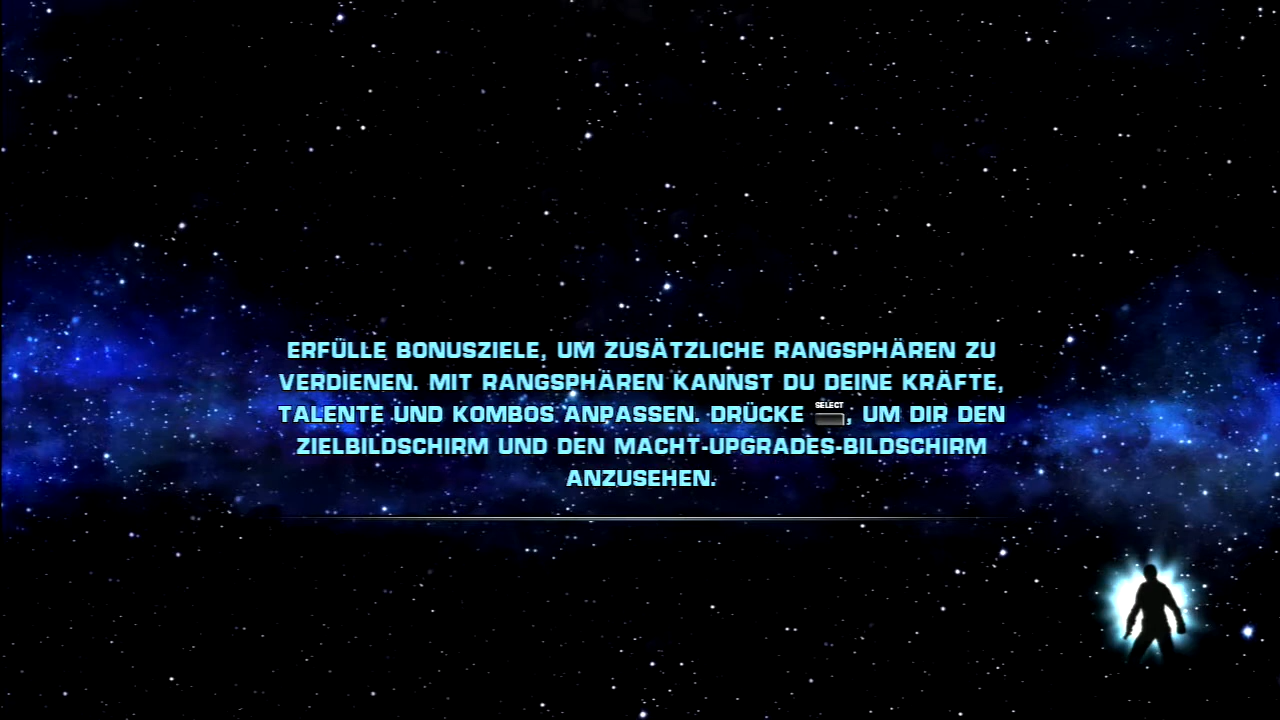 ERFÜLLE BONUSZIELE, UM ZUSÄTZLICHE RANGSPHÄREN ZU
VERDIENEN. MIT RANGSPHÄREN KANNST DU DEINE KRÄFTE,
TALENTE UND KOMBOS ANPASSEN. DRÜCKE SELECT, UM DIR DEN
ZIELBILDSCHIRM UND DEN MACHT-UPGRADES-BILDSCHIRM
ANZUSEHEN.